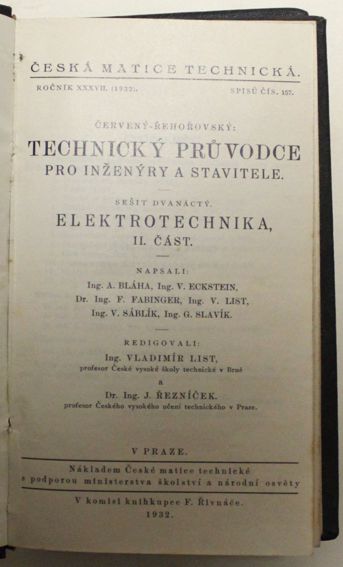 ČESKÁ MATICE TECHNICKÁ.
ROČNÍK XXXVII. (1932). SPISŮ ČÍS. 157.
ČERVENÝ-ŘEHOŘOVSKÝ:
TECHNICKÝ PRŮVODCE
PRO INŽENÝRY A STAVITELE.
SEŠIT DVANÁCTÝ.
ELEKTROTECHNIKA,
II. ČÁST.
NAPSALI:
Ing. A. BLÁHA, Ing. V. ECKSTEIN,
Dr. Ing. F. FABINGER, Ing. V. LIST,
Ing. V. SÁBLÍK, Ing. G. SLAVÍK.
REDIGOVALI:
Ing. VLADIMÍR LIST,
profesor České vysoké školy technické v Brně
a
Dr. Ing. J. ŘEZNÍČEK.
profesor Českého vysokého učení technického v Praze.
V PRAZE.
Nákladem České matice technické
s podporou ministerstva školství a národní osvěty
V komisi knihkupce F. Řivnáče.
1932.